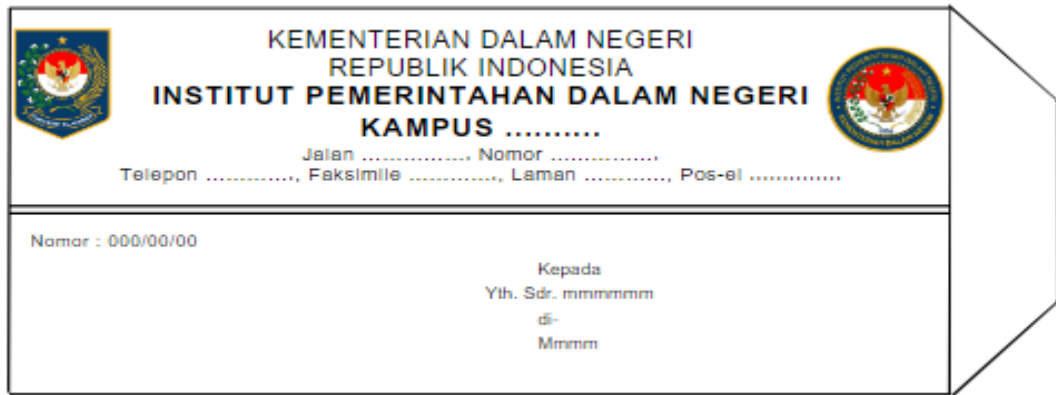 KEMENTERIAN DALAM NEGERI
REPUBLIK INDONESIA
INSTITUT PEMERINTAHAN DALAM NEGERI
KAMPUS ..........
Jalan ................, Nomor ................,
Telepon ............., Faksimile ............., Laman ............, Pos-el ..............
Nomor : 000/00/00
Kepada
Yth. Sdr. mmmmmm
di-
Mmmm